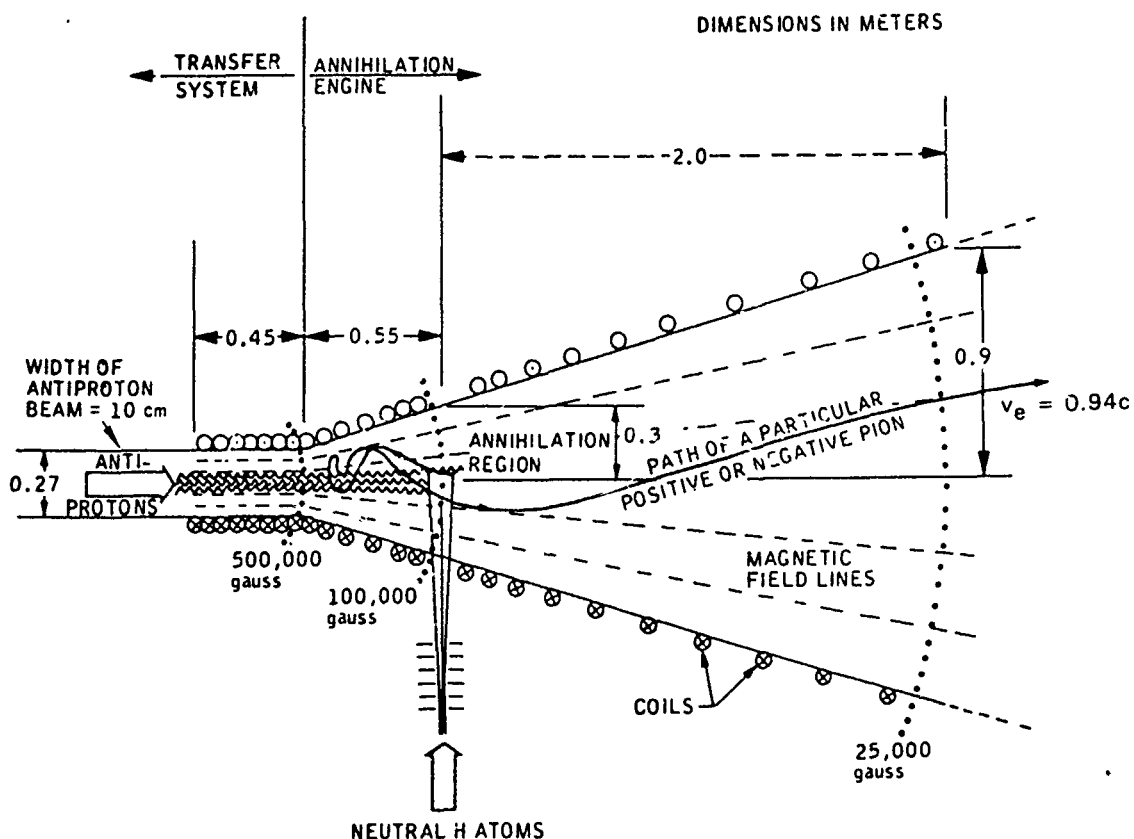 DIMENSIONS IN METERS
TRANSFER
SYSTEM
ANNIHILATION
ENGINE
2.0
0.45
0.55
WIDTH OF
ANTIPROTON
BEAM = 10 cm
0.9
v_e = 0.94c
0.3
ANNIHILATION
REGION
PATH OF A PARTICULAR
POSITIVE OR NEGATIVE PION
ANTI-
PROTONS
0.27
500,000
gauss
100,000
gauss
MAGNETIC
FIELD LINES
COILS
25,000
gauss
NEUTRAL H ATOMS